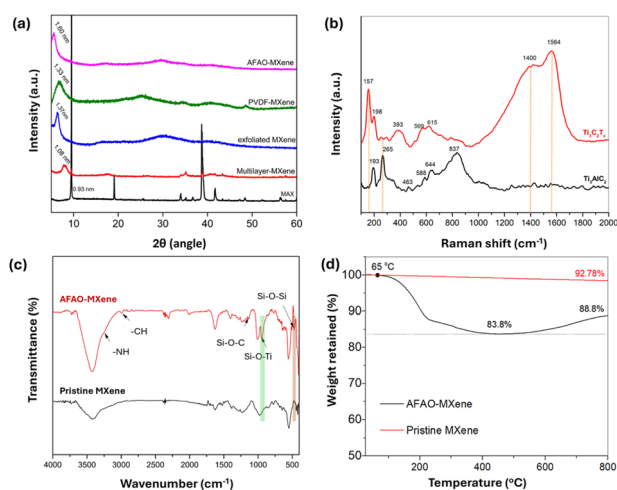 (a)
Intensity (a.u.)
1.60 nm
1.33 nm
1.37nm
1.08 nm
0.93 nm
AFAO-MXene
PVDF-MXene
exfoliated MXene
Multilayer-MXene
MAX
10 20 30 40 50 60
2θ (angle)
(b)
Intensity (a.u.)
1564
1400
157
198
393
569
615
Ti₃C₂Tₓ
193
265
463
588
644
837
Ti₃AlC₂
0 200 400 600 800 1000 1200 1400 1600 1800 2000
Raman shift (cm⁻¹)
(c)
Transmittance (%)
AFAO-MXene
Si-O-Si
-CH
-NH
Si-O-C
Si-O-Ti
Pristine MXene
4000 3500 3000 2500 2000 1500 1000 500
Wavenumber (cm⁻¹)
(d)
Weight retained (%)
100
90
80
70
60
50
65 °C
92.78%
88.8%
83.8%
AFAO-MXene
Pristine MXene
200 400 600 800
Temperature (°C)